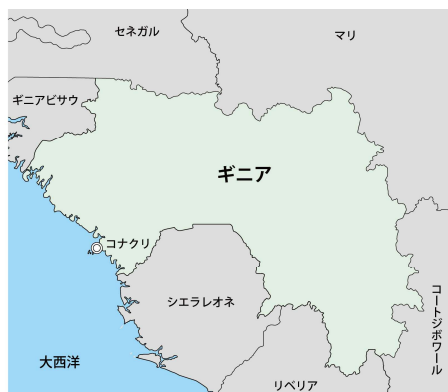 セネガル
マリ
ギニアビサウ
ギニア
コナクリ
シエラレオネ
コートジボワール
大西洋
リベリア